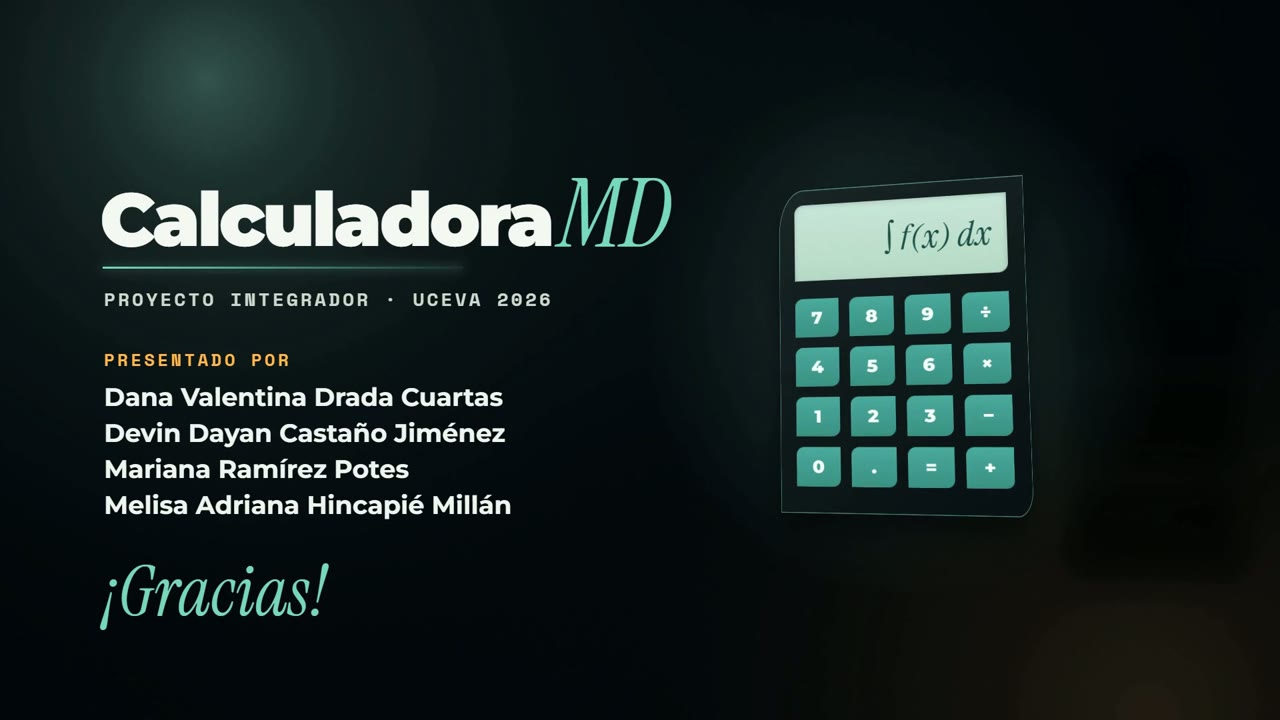 CalculadoraMD
PROYECTO INTEGRADOR · UCEVA 2026
PRESENTADO POR
Dana Valentina Drada Cuartas
Devin Dayan Castaño Jiménez
Mariana Ramírez Potes
Melisa Adriana Hincapié Millán
¡Gracias!
∫ f(x) dx
7 8 9 ÷
4 5 6 ×
1 2 3 −
0 . = +